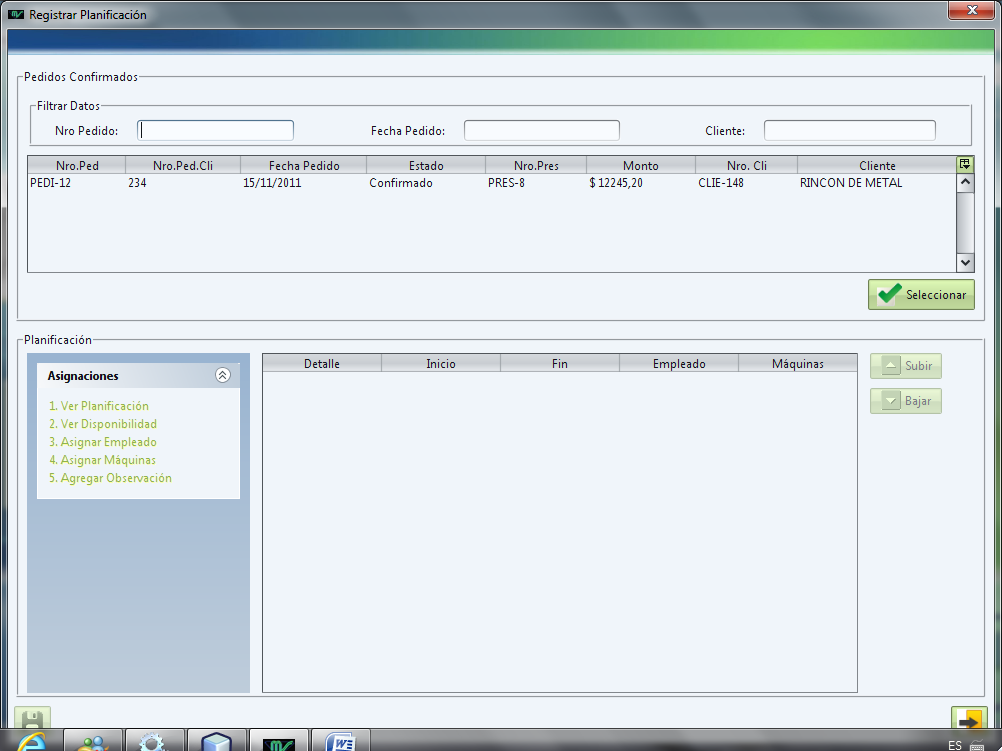 Registrar Planificación
Pedidos Confirmados
Filtrar Datos
Nro Pedido: Fecha Pedido: Cliente:
Nro.Ped Nro.Ped.Cli Fecha Pedido Estado Nro.Pres Monto Nro. Cli Cliente
PEDI-12 234 15/11/2011 Confirmado PRES-8 $ 12245,20 CLIE-148 RINCON DE METAL
Seleccionar
Planificación
Asignaciones
1. Ver Planificación
2. Ver Disponibilidad
3. Asignar Empleado
4. Asignar Máquinas
5. Agregar Observación
Detalle Inicio Fin Empleado Máquinas
Subir
Bajar
ES